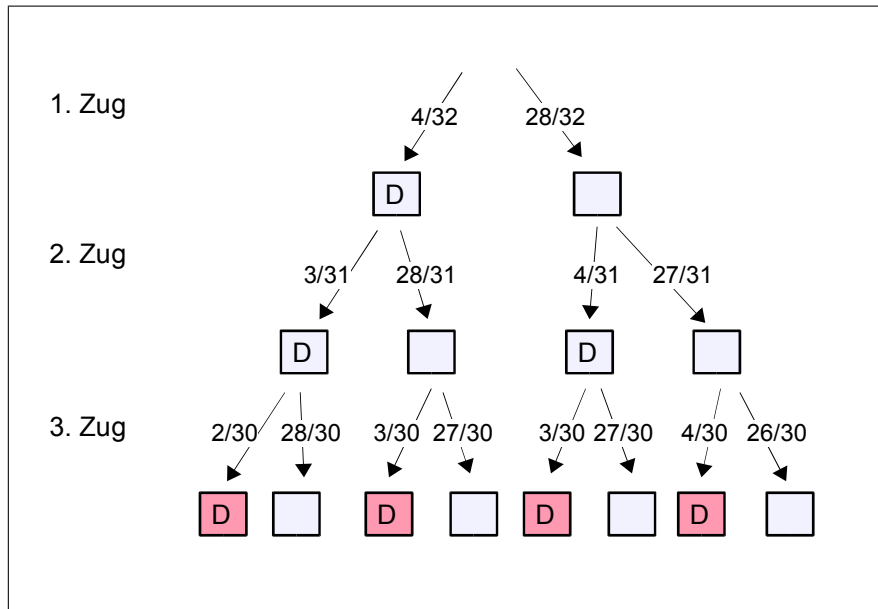 1. Zug
4/32 28/32
D
2. Zug
3/31 28/31 4/31 27/31
D D
3. Zug
2/30 28/30 3/30 27/30 3/30 27/30 4/30 26/30
D D D D